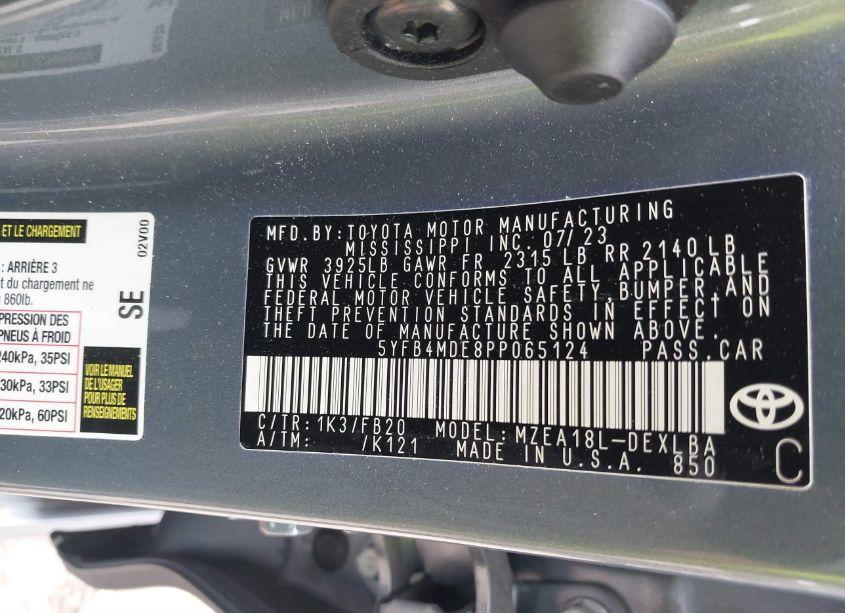 ET LE CHARGEMENT
: ARRIÈRE 3
t du chargement ne
860lb.
PRESSION DES
PNEUS À FROID
240kPa, 35PSI
30kPa, 33PSI
20kPa, 60PSI
02V00
SE
VOIR LE MANUEL
DE L'USAGER
POUR PLUS DE
RENSEIGNEMENTS
MFD.BY:TOYOTA MOTOR MANUFACTURING
MISSISSIPPI INC. 07/23
GVWR 3925LB GAWR FR 2315 LB RR 2140 LB
THIS VEHICLE CONFORMS TO ALL APPLICABLE
FEDERAL MOTOR VEHICLE SAFETY,BUMPER,AND
THEFT PREVENTION STANDARDS IN EFFECT ON
THE DATE OF MANUFACTURE SHOWN ABOVE.
5YFB4MDE8PP065124 PASS.CAR
C/TR: 1K3/FB20 MODEL: MZEA18L-DEXLBA
A/TM: /K121 MADE IN U.S.A. 850
C